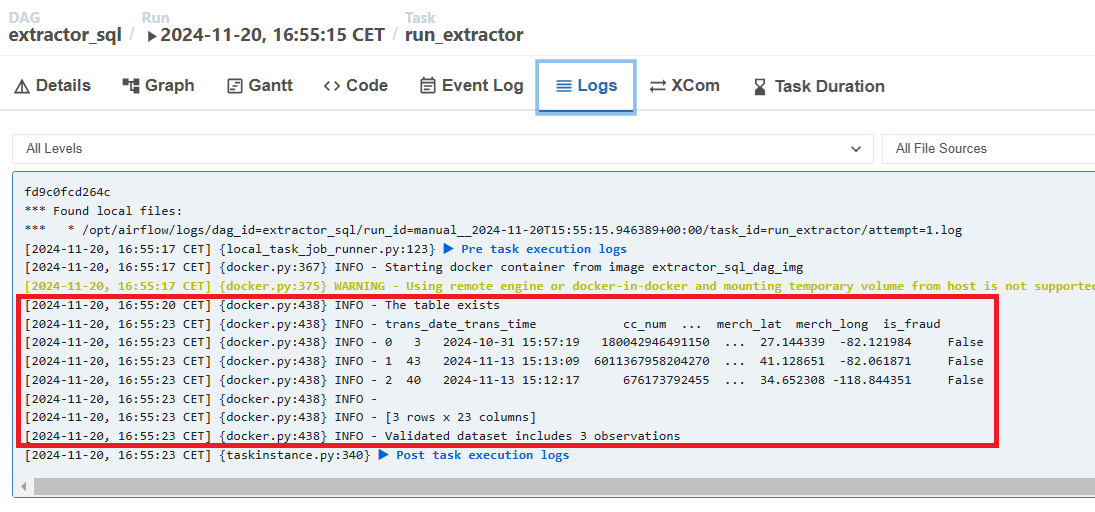 DAG Run Task
extractor_sql / ▶ 2024-11-20, 16:55:15 CET / run_extractor
Details Graph Gantt Code Event Log Logs XCom Task Duration
All Levels All File Sources
fd9c0fcd264c
*** Found local files:
***   * /opt/airflow/logs/dag_id=extractor_sql/run_id=manual__2024-11-20T15:55:15.946389+00:00/task_id=run_extractor/attempt=1.log
[2024-11-20, 16:55:17 CET] {local_task_job_runner.py:123} ▶ Pre task execution logs
[2024-11-20, 16:55:17 CET] {docker.py:367} INFO - Starting docker container from image extractor_sql_dag_img
[2024-11-20, 16:55:17 CET] {docker.py:375} WARNING - Using remote engine or docker-in-docker and mounting temporary volume from host is not supported
[2024-11-20, 16:55:20 CET] {docker.py:438} INFO - The table exists
[2024-11-20, 16:55:23 CET] {docker.py:438} INFO - trans_date_trans_time            cc_num  ...  merch_lat  merch_long  is_fraud
[2024-11-20, 16:55:23 CET] {docker.py:438} INFO - 0   3   2024-10-31 15:57:19   180042946491150  ...  27.144339  -82.121984     False
[2024-11-20, 16:55:23 CET] {docker.py:438} INFO - 1  43   2024-11-13 15:13:09  6011367958204270  ...  41.128651  -82.061871     False
[2024-11-20, 16:55:23 CET] {docker.py:438} INFO - 2  40   2024-11-13 15:12:17      676173792455  ...  34.652308 -118.844351     False
[2024-11-20, 16:55:23 CET] {docker.py:438} INFO -
[2024-11-20, 16:55:23 CET] {docker.py:438} INFO - [3 rows x 23 columns]
[2024-11-20, 16:55:23 CET] {docker.py:438} INFO - Validated dataset includes 3 observations
[2024-11-20, 16:55:23 CET] {taskinstance.py:340} ▶ Post task execution logs